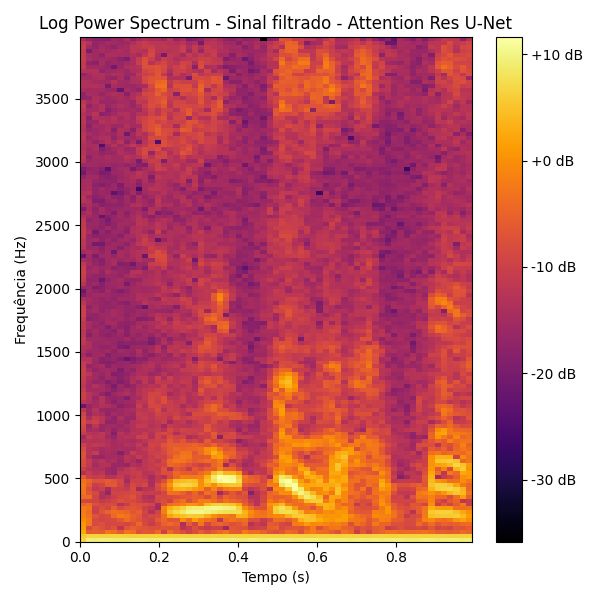 Log Power Spectrum - Sinal filtrado - Attention Res U-Net
+10 dB
+0 dB
-10 dB
-20 dB
-30 dB
Frequência (Hz)
3500
3000
2500
2000
1500
1000
500
0
0.0 0.2 0.4 0.6 0.8
Tempo (s)